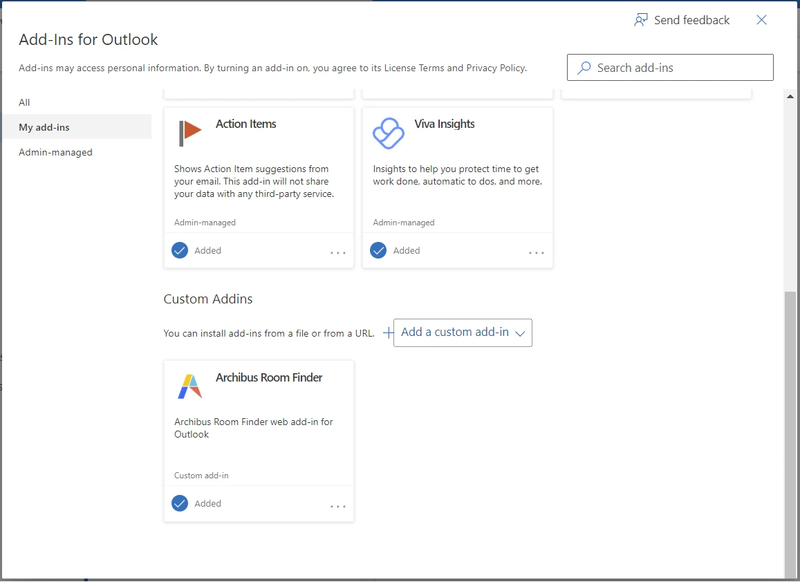 Send feedback
Add-Ins for Outlook
Add-ins may access personal information. By turning an add-in on, you agree to its License Terms and Privacy Policy.
Search add-ins
All
My add-ins
Admin-managed
Action Items
Shows Action Item suggestions from
your email. This add-in will not share
your data with any third-party service.
Admin-managed
Added
...
Viva Insights
Insights to help you protect time to get
work done, automatic to dos, and more.
Admin-managed
Added
...
Custom Addins
You can install add-ins from a file or from a URL.
Add a custom add-in
Archibus Room Finder
Archibus Room Finder web add-in for
Outlook
Custom add-in
Added
...